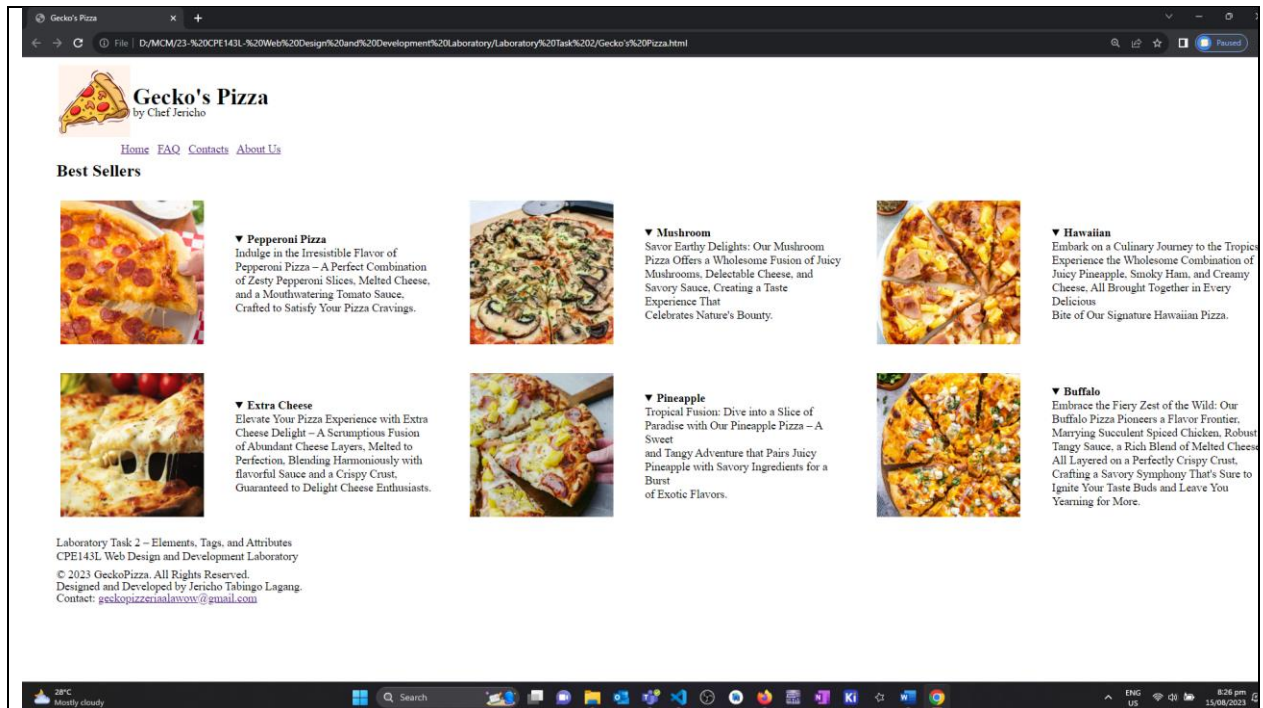 Gecko's Pizza
File | D:/MCM/23-%20CPE143L-%20Web%20Design%20and%20Development%20Laboratory/Laboratory%20Task%202/Gecko's%20Pizza.html
Paused
Gecko's Pizza
by Chef Jericho
Home FAQ Contacts About Us
Best Sellers
▼ Pepperoni Pizza
Indulge in the Irresistible Flavor of
Pepperoni Pizza – A Perfect Combination
of Zesty Pepperoni Slices, Melted Cheese,
and a Mouthwatering Tomato Sauce,
Crafted to Satisfy Your Pizza Cravings.
▼ Mushroom
Savor Earthy Delights: Our Mushroom
Pizza Offers a Wholesome Fusion of Juicy
Mushrooms, Delectable Cheese, and
Savory Sauce, Creating a Taste
Experience That
Celebrates Nature's Bounty.
▼ Hawaiian
Embark on a Culinary Journey to the Tropics
Experience the Wholesome Combination of
Juicy Pineapple, Smoky Ham, and Creamy
Cheese, All Brought Together in Every
Delicious
Bite of Our Signature Hawaiian Pizza.
▼ Extra Cheese
Elevate Your Pizza Experience with Extra
Cheese Delight – A Scrumptious Fusion
of Abundant Cheese Layers, Melted to
Perfection, Blending Harmoniously with
flavorful Sauce and a Crispy Crust,
Guaranteed to Delight Cheese Enthusiasts.
▼ Pineapple
Tropical Fusion: Dive into a Slice of
Paradise with Our Pineapple Pizza – A
Sweet
and Tangy Adventure that Pairs Juicy
Pineapple with Savory Ingredients for a
Burst
of Exotic Flavors.
▼ Buffalo
Embrace the Fiery Zest of the Wild: Our
Buffalo Pizza Pioneers a Flavor Frontier,
Marrying Succulent Spiced Chicken, Robust
Tangy Sauce, a Rich Blend of Melted Cheese
All Layered on a Perfectly Crispy Crust,
Crafting a Savory Symphony That's Sure to
Ignite Your Taste Buds and Leave You
Yearning for More.
Laboratory Task 2 – Elements, Tags, and Attributes
CPE143L Web Design and Development Laboratory
© 2023 GeckoPizza. All Rights Reserved.
Designed and Developed by Jericho Tabingo Lagang.
Contact: geckopizzeriaalawow@gmail.com
28°C
Mostly cloudy
Search
Ki
ENG
US
8:26 pm
15/08/2023